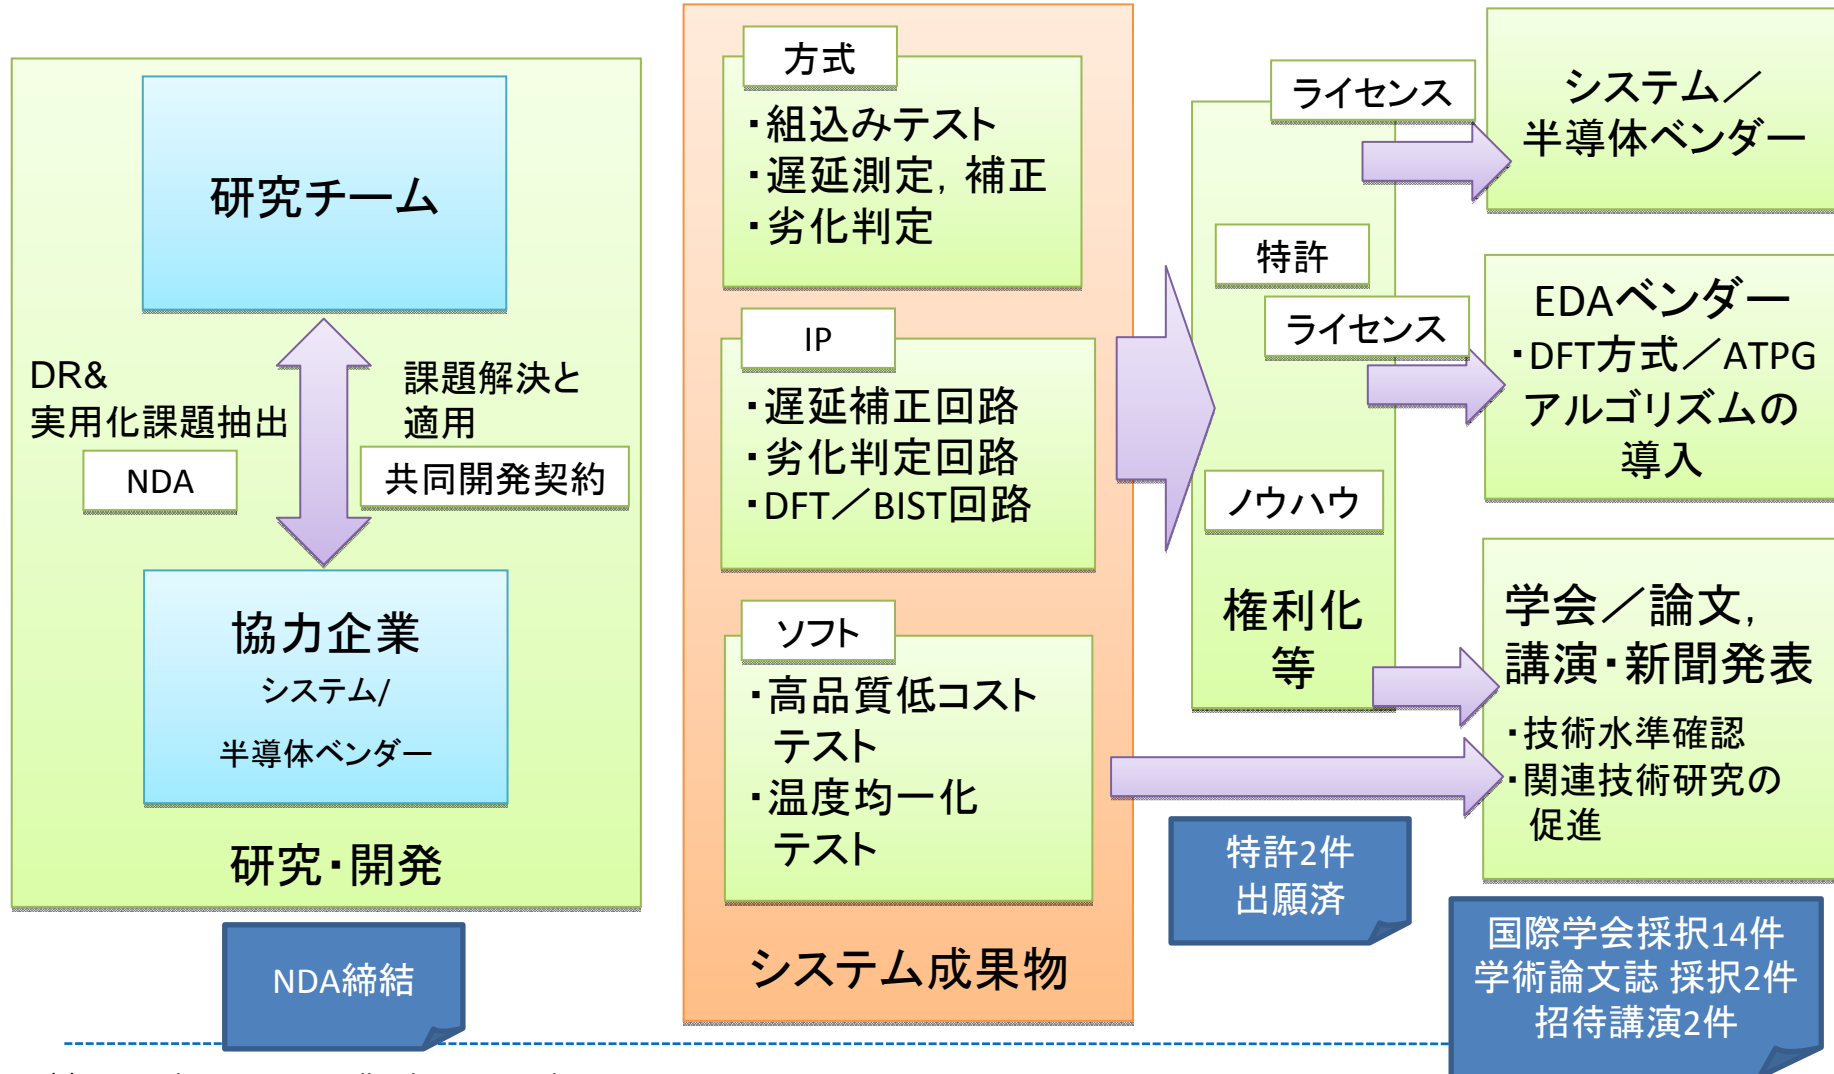 研究チーム
DR&
実用化課題抽出
NDA
課題解決と
適用
共同開発契約
協力企業
システム/
半導体ベンダー
研究・開発
NDA締結
方式
・組込みテスト
・遅延測定，補正
・劣化判定
IP
・遅延補正回路
・劣化判定回路
・DFT／BIST回路
ソフト
・高品質低コスト
テスト
・温度均一化
テスト
システム成果物
ライセンス
特許
ライセンス
ノウハウ
権利化
等
特許2件
出願済
システム／
半導体ベンダー
EDAベンダー
・DFT方式／ATPG
アルゴリズムの
導入
学会／論文，
講演・新聞発表
・技術水準確認
・関連技術研究の
促進
国際学会採択14件
学術論文誌 採択2件
招待講演2件